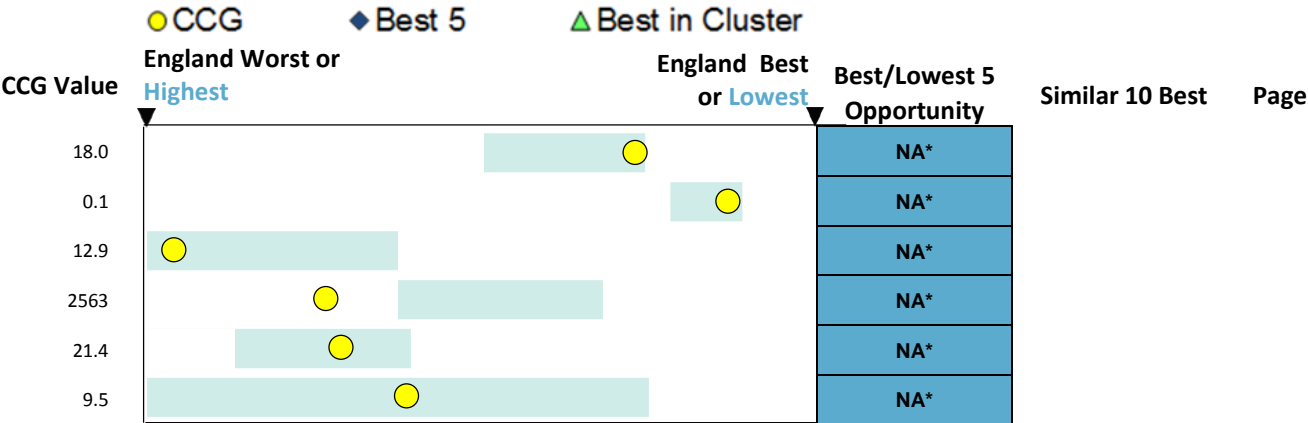 CCG Best 5 Best in Cluster
CCG Value England Worst or Highest England Best or Lowest Best/Lowest 5 Opportunity Similar 10 Best Page
18.0 NA*
0.1 NA*
12.9 NA*
2563 NA*
21.4 NA*
9.5 NA*